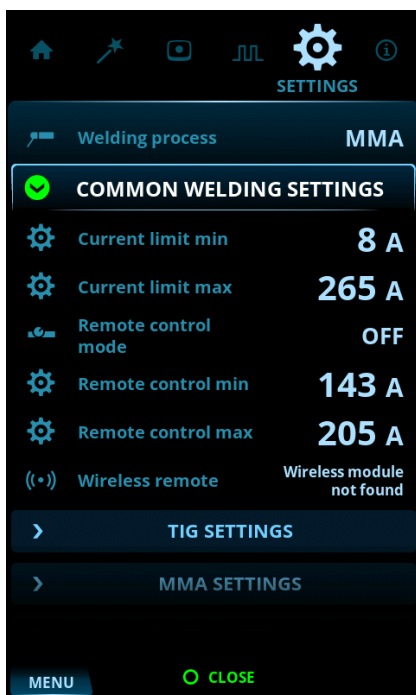 SETTINGS
Welding process MMA
COMMON WELDING SETTINGS
Current limit min 8 A
Current limit max 265 A
Remote control
mode OFF
Remote control min 143 A
Remote control max 205 A
Wireless remote Wireless module
not found
TIG SETTINGS
MMA SETTINGS
MENU CLOSE